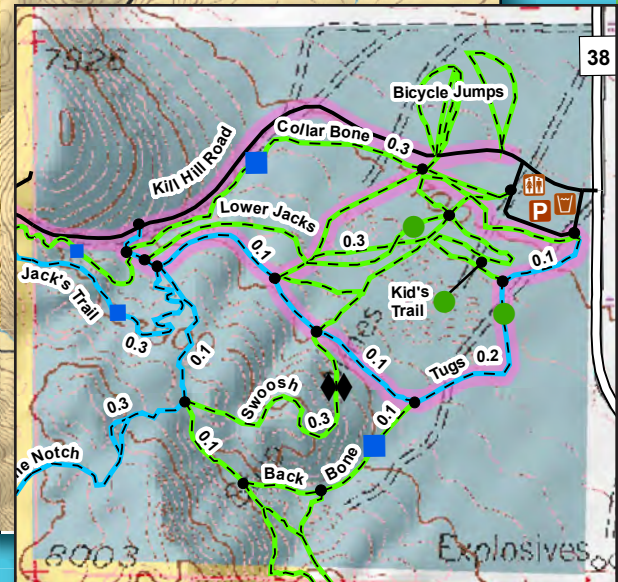 7926
38
Bicycle Jumps
Collar Bone
0.3
Kill Hill Road
P
Lower Jacks
0.1
0.3
0.1
Jack's Trail
Kid's
Trail
0.3
0.1
0.1
Tugs
0.2
0.3
Swoosh
0.3
0.1
0.1
Notch
Back
Bone
8003
Explosives